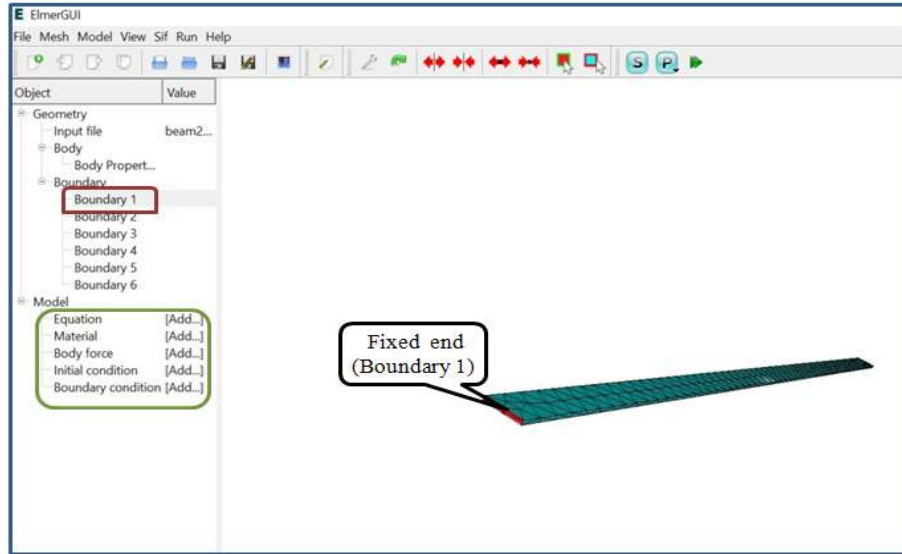 E ElmerGUI
File Mesh Model View Sif Run Help
S P
Object Value
Geometry
Input file beam2...
Body
Body Propert...
Boundary
Boundary 1
Boundary 2
Boundary 3
Boundary 4
Boundary 5
Boundary 6
Model
Equation [Add...]
Material [Add...]
Body force [Add...]
Initial condition [Add...]
Boundary condition [Add...]
Fixed end
(Boundary 1)